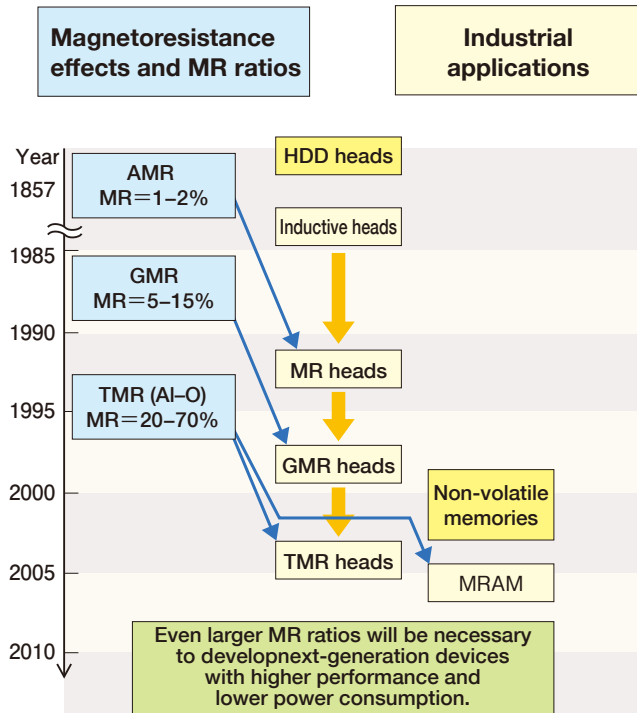 Magnetoresistance
effects and MR ratios
Industrial
applications
Year
1857
1985
1990
1995
2000
2005
2010
AMR
MR=1–2%
GMR
MR=5–15%
TMR (Al–O)
MR=20–70%
HDD heads
Inductive heads
MR heads
GMR heads
TMR heads
Non-volatile
memories
MRAM
Even larger MR ratios will be necessary
to developnext-generation devices
with higher performance and
lower power consumption.